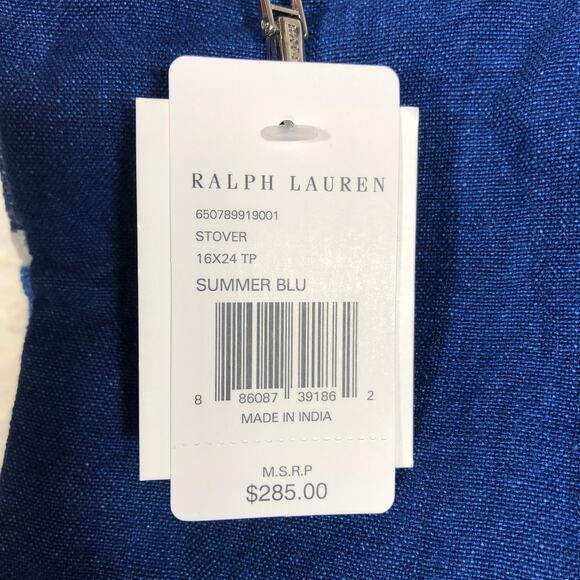 RALPH LAUREN
650789919001
STOVER
16X24 TP
SUMMER BLU
8 86087 39186 2
MADE IN INDIA
M.S.R.P
$285.00